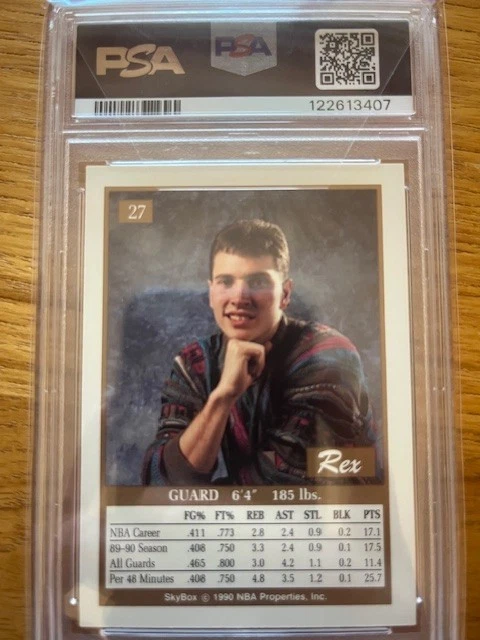 PSA PSA
122613407
27
Rex
GUARD 6'4" 185 lbs.
FG% FT% REB AST STL BLK PTS
NBA Career .411 .773 2.8 2.4 0.9 0.2 17.1
89-90 Season .408 .750 3.3 2.4 0.9 0.1 17.5
All Guards .465 .800 3.0 4.2 1.1 0.2 11.4
Per 48 Minutes .408 .750 4.8 3.5 1.2 0.1 25.7
SkyBox © 1990 NBA Properties, Inc.